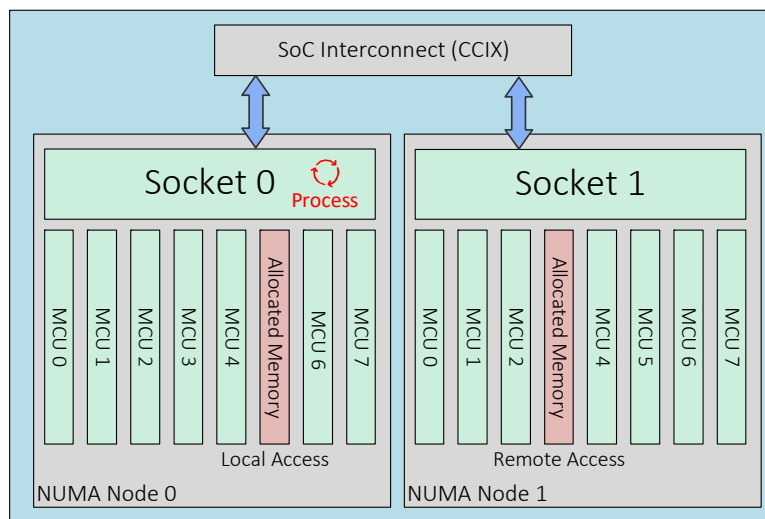 SoC Interconnect (CCIX)
Socket 0
Process
MCU 0
MCU 1
MCU 2
MCU 3
MCU 4
Allocated Memory
MCU 6
MCU 7
Local Access
NUMA Node 0
Socket 1
MCU 0
MCU 1
MCU 2
Allocated Memory
MCU 4
MCU 5
MCU 6
MCU 7
Remote Access
NUMA Node 1